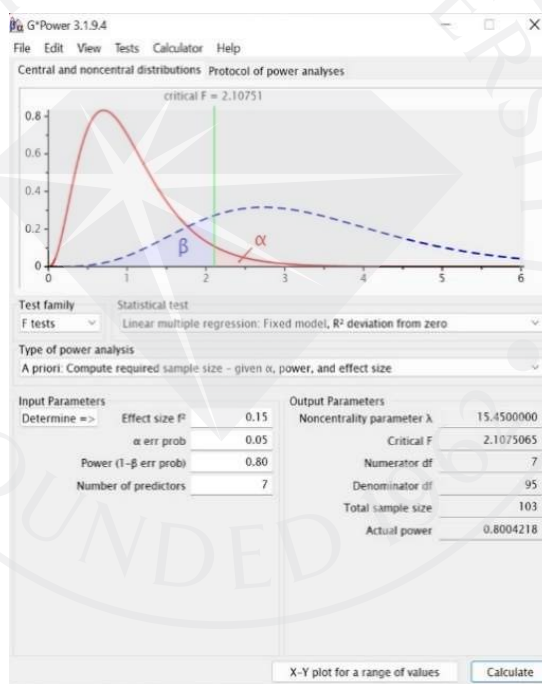 G*Power 3.1.9.4
File Edit View Tests Calculator Help
Central and noncentral distributions Protocol of power analyses
critical F = 2.10751
0.8
0.6
0.4
0.2
0
β
α
0 1 2 3 4 5 6
Test family Statistical test
F tests Linear multiple regression: Fixed model, R² deviation from zero
Type of power analysis
A priori: Compute required sample size - given α, power, and effect size
Input Parameters Output Parameters
Determine => Effect size f² 0.15 Noncentrality parameter λ 15.4500000
α err prob 0.05 Critical F 2.1075065
Power (1-β err prob) 0.80 Numerator df 7
Number of predictors 7 Denominator df 95
Total sample size 103
Actual power 0.8004218
X-Y plot for a range of values Calculate